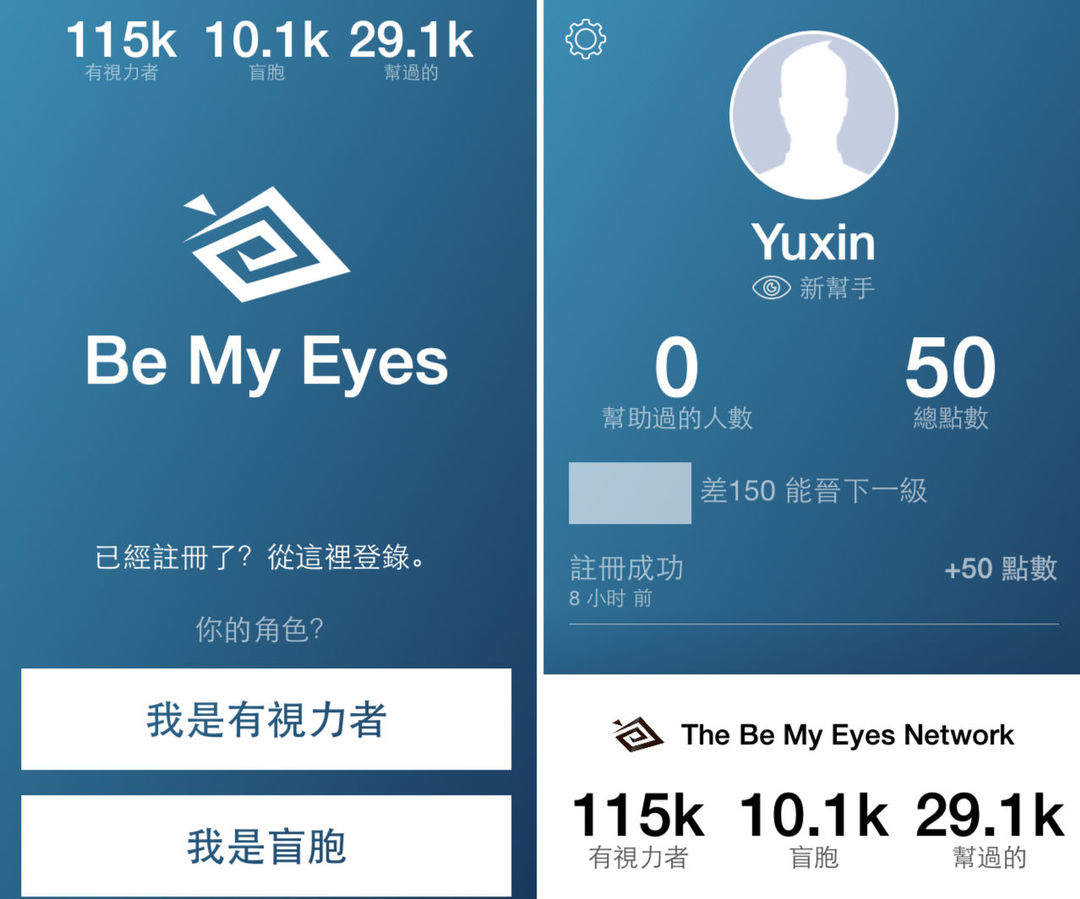 115k 10.1k 29.1k
有視力者 盲胞 幫過的
Be My Eyes
已經註冊了？從這裡登錄。
你的角色？
我是有視力者
我是盲胞
Yuxin
新幫手
0 50
幫助過的人數 總點數
差150 能晉下一級
註冊成功 +50 點數
8 小时 前
The Be My Eyes Network
115k 10.1k 29.1k
有視力者 盲胞 幫過的